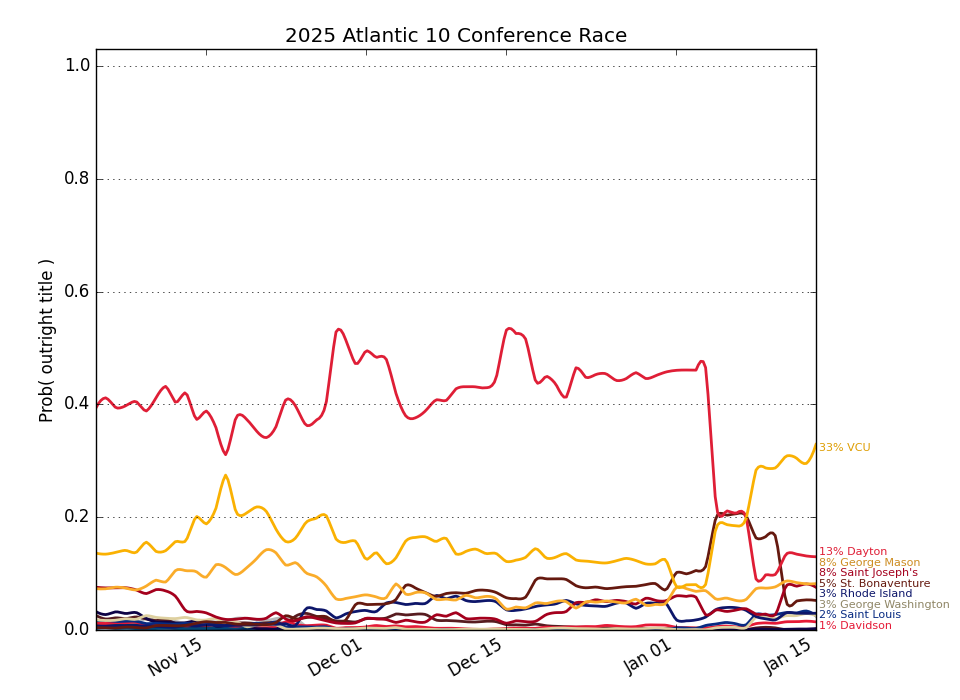 2025 Atlantic 10 Conference Race
Prob( outright title )
1.0
0.8
0.6
0.4
0.2
0.0
33% VCU
13% Dayton
8% George Mason
8% Saint Joseph's
5% St. Bonaventure
3% Rhode Island
3% George Washington
2% Saint Louis
1% Davidson
Nov 15
Dec 01
Dec 15
Jan 01
Jan 15